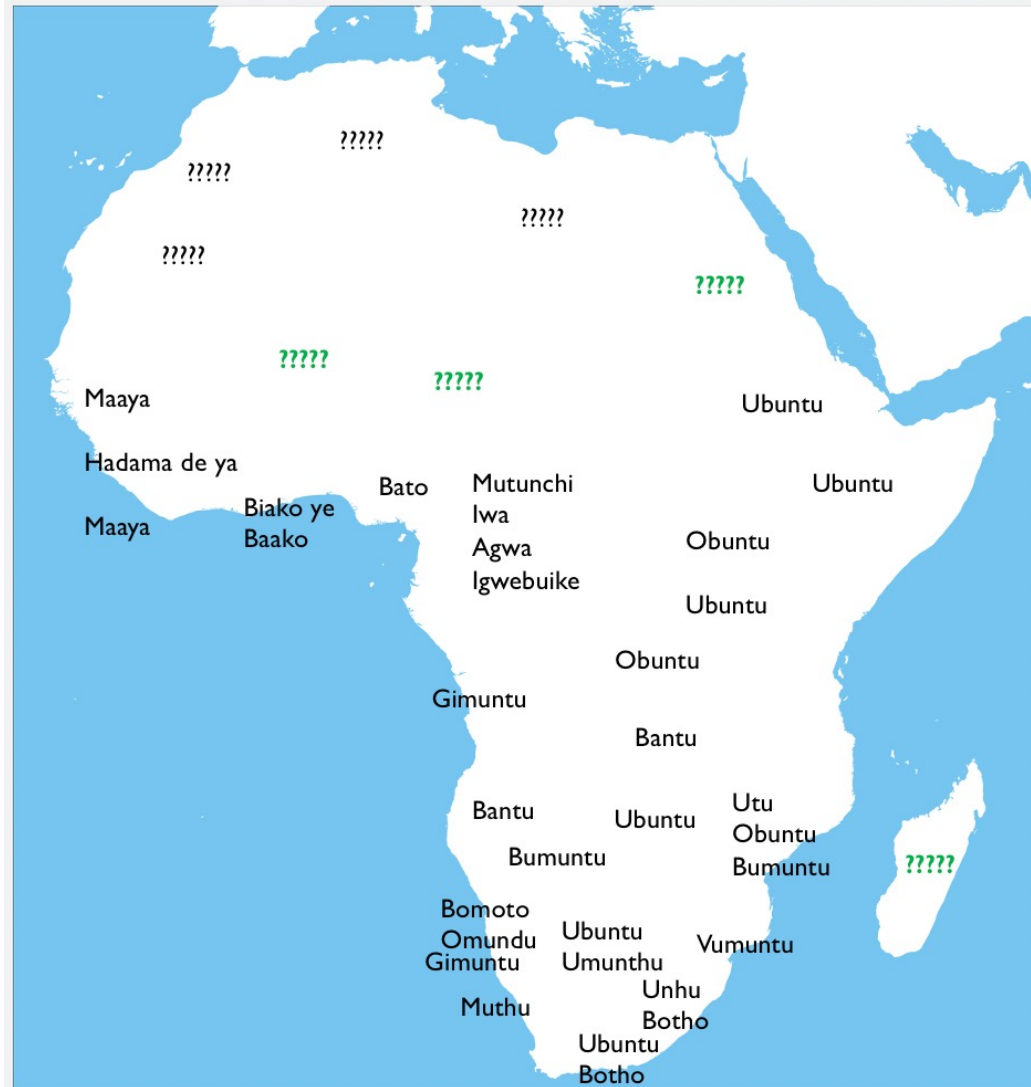 ?????
?????
?????
?????
?????
?????
?????
Maaya
Ubuntu
Hadama de ya
Bato
Mutunchi
Iwa
Agwa
Igwebuike
Ubuntu
Biako ye
Baako
Maaya
Obuntu
Ubuntu
Obuntu
Gimuntu
Bantu
Bantu
Ubuntu
Utu
Obuntu
Bumuntu
Bumuntu
?????
Bomoto
Omundu
Gimuntu
Ubuntu
Umunthu
Vumuntu
Muthu
Unhu
Botho
Ubuntu
Botho